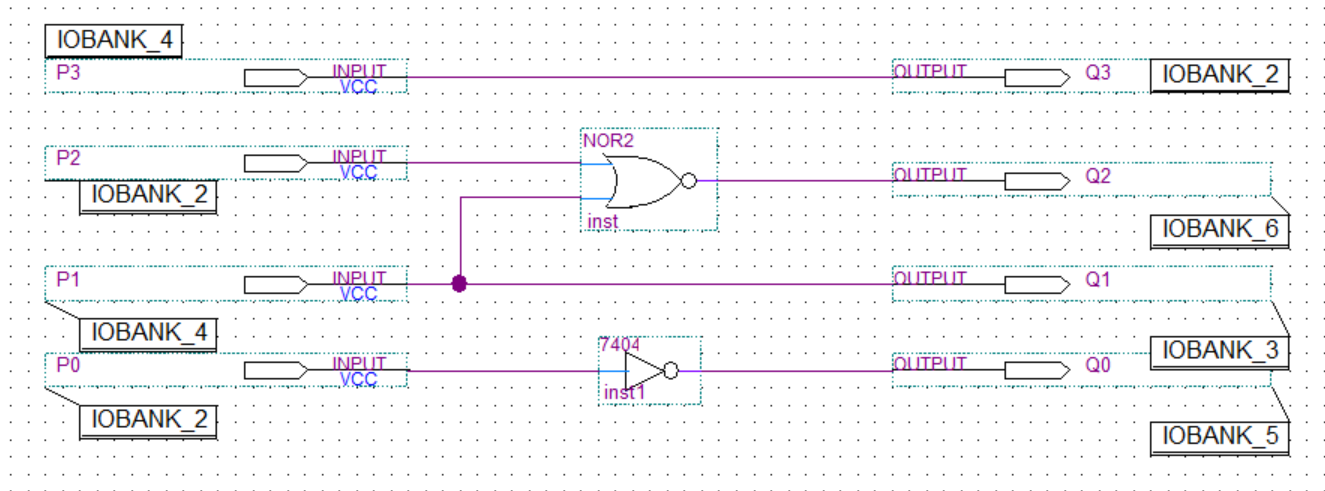 IOBANK_4
P3 INPUT VCC OUTPUT Q3 IOBANK_2
NOR2
P2 INPUT VCC OUTPUT Q2
IOBANK_2
inst
IOBANK_6
P1 INPUT VCC OUTPUT Q1
IOBANK_4
7404
IOBANK_3
P0 INPUT VCC OUTPUT Q0
inst1
IOBANK_2
IOBANK_5